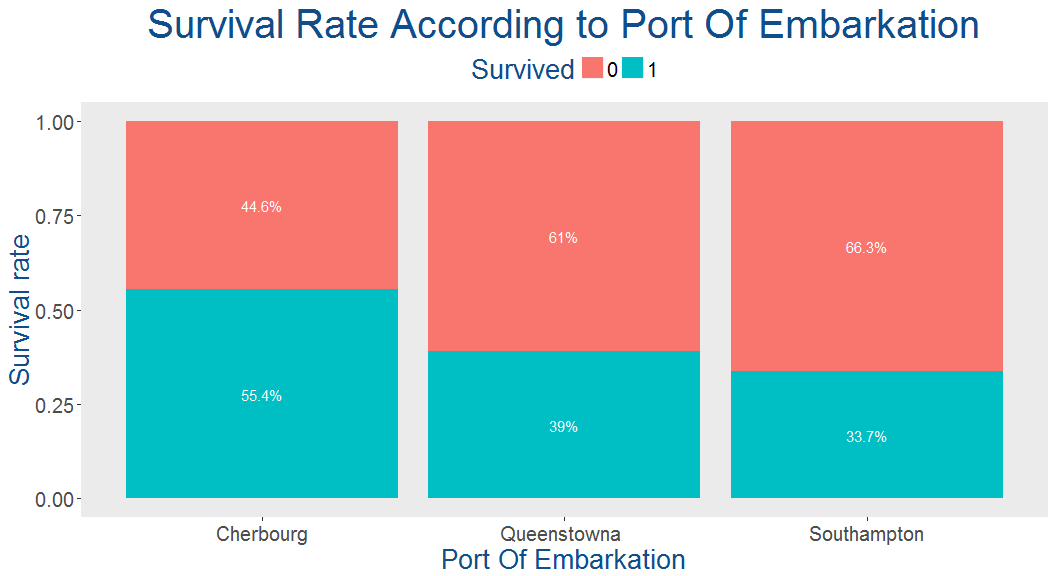 Survival Rate According to Port Of Embarkation
Survived 0 1
1.00
0.75
0.50
0.25
0.00
Survival rate
44.6%
61%
66.3%
55.4%
39%
33.7%
Cherbourg Queenstowna Southampton
Port Of Embarkation